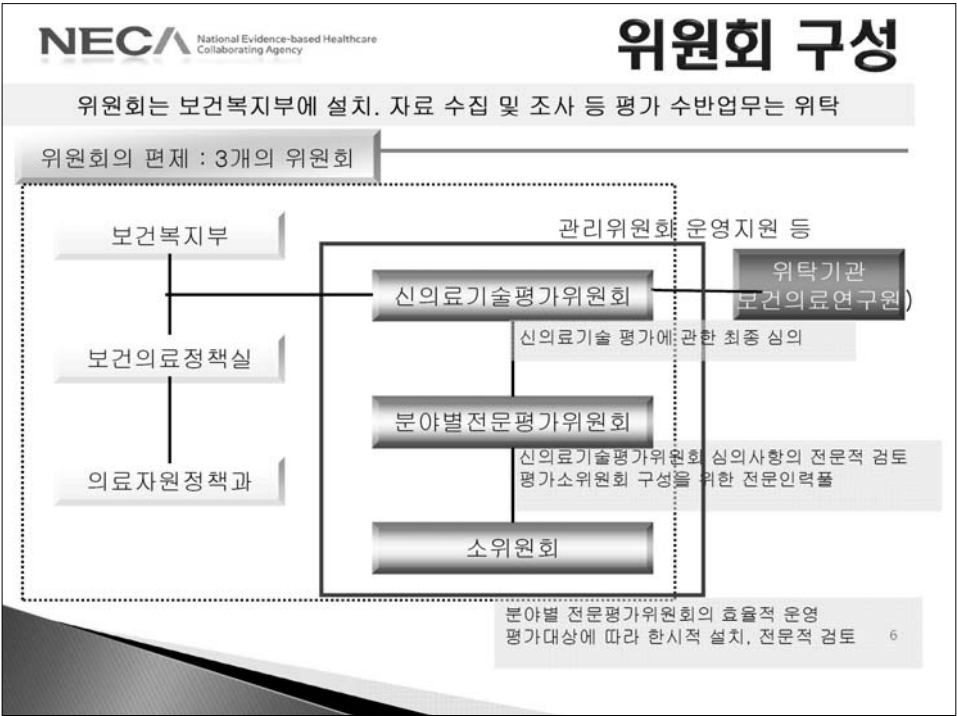 NECA National Evidence-based Healthcare
Collaborating Agency
위원회 구성
위원회는 보건복지부에 설치. 자료 수집 및 조사 등 평가 수반업무는 위탁
위원회의 편제 : 3개의 위원회
보건복지부
관리위원회 운영지원 등
신의료기술평가위원회
위탁기관
보건의료연구원)
신의료기술 평가에 관한 최종 심의
보건의료정책실
분야별전문평가위원회
신의료기술평가위원회 심의사항의 전문적 검토
평가소위원회 구성을 위한 전문인력풀
의료자원정책과
소위원회
분야별 전문평가위원회의 효율적 운영
평가대상에 따라 한시적 설치, 전문적 검토
6